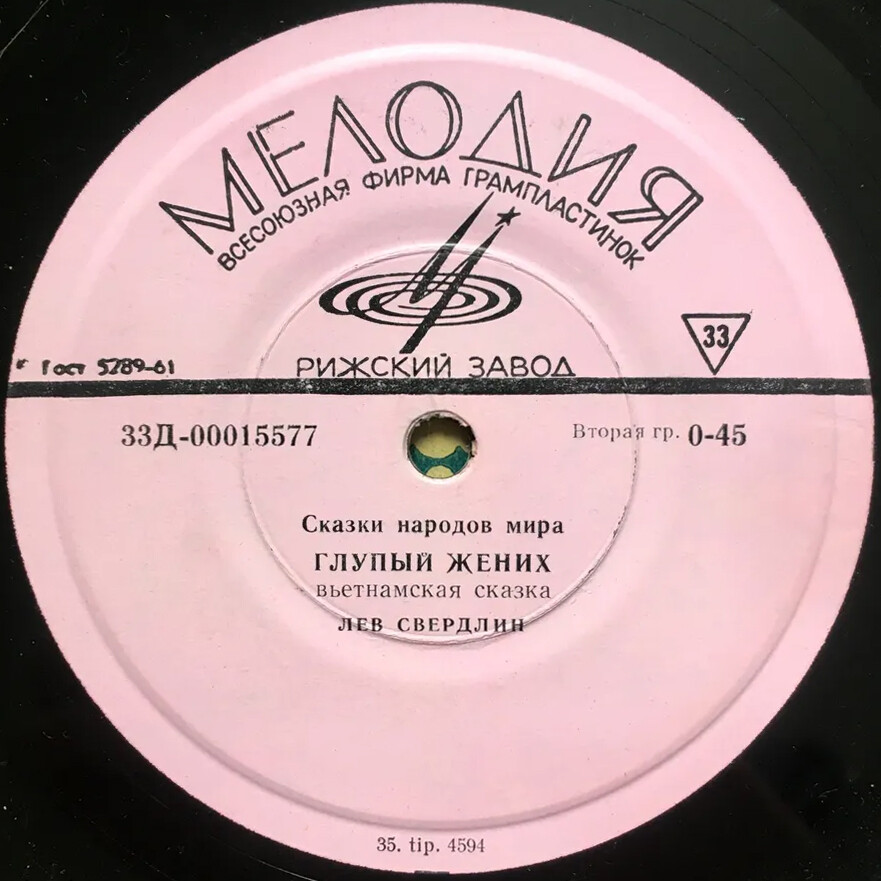 МЕЛОДИЯ
ВСЕСОЮЗНАЯ ФИРМА ГРАМПЛАСТИНОК
33
РИЖСКИЙ ЗАВОД
Гост 5289-61
33Д-00015577
Вторая гр. 0-45
Сказки народов мира
ГЛУПЫЙ ЖЕНИХ
вьетнамская сказка
ЛЕВ СВЕРДЛИН
35. tip. 4594